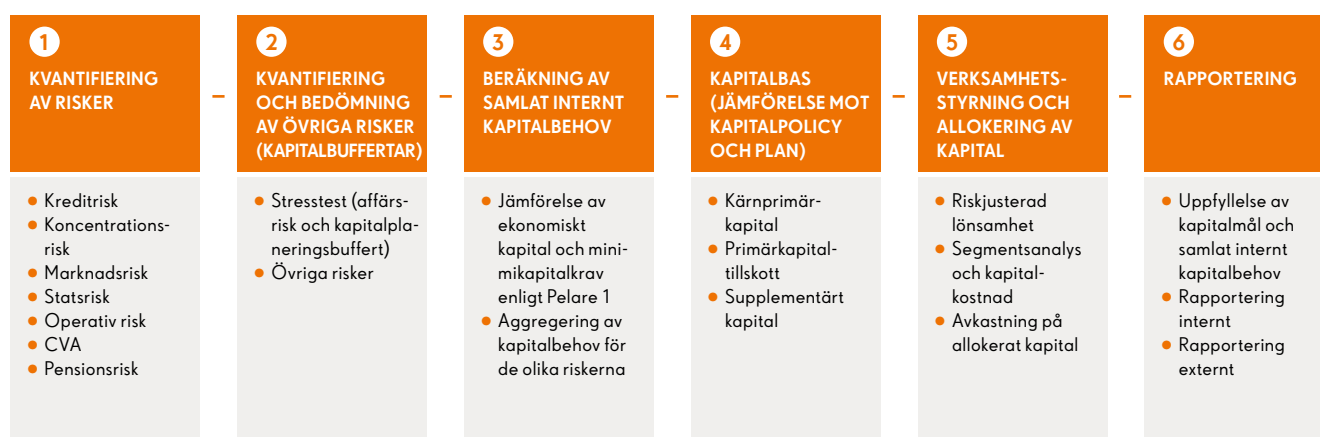 1
KVANTIFIERING
AV RISKER
• Kreditrisk
• Koncentrations-
risk
• Marknadsrisk
• Statsrisk
• Operativ risk
• CVA
• Pensionsrisk
–
2
KVANTIFIERING
OCH BEDÖMNING
AV ÖVRIGA RISKER
(KAPITALBUFFERTAR)
• Stresstest (affärs-
risk och kapitalpla-
neringsbuffert)
• Övriga risker
–
3
BERÄKNING AV
SAMLAT INTERNT
KAPITALBEHOV
• Jämförelse av
ekonomiskt
kapital och mini-
mikapitalkrav
enligt Pelare 1
• Aggregering av
kapitalbehov för
de olika riskerna
–
4
KAPITALBAS
(JÄMFÖRELSE MOT
KAPITALPOLICY
OCH PLAN)
• Kärnprimär-
kapital
• Primärkapital-
tillskott
• Supplementärt
kapital
–
5
VERKSAMHETS-
STYRNING OCH
ALLOKERING AV
KAPITAL
• Riskjusterad
lönsamhet
• Segmentsanalys
och kapital-
kostnad
• Avkastning på
allokerat kapital
–
6
RAPPORTERING
• Uppfyllelse av
kapitalmål och
samlat internt
kapitalbehov
• Rapportering
internt
• Rapportering
externt